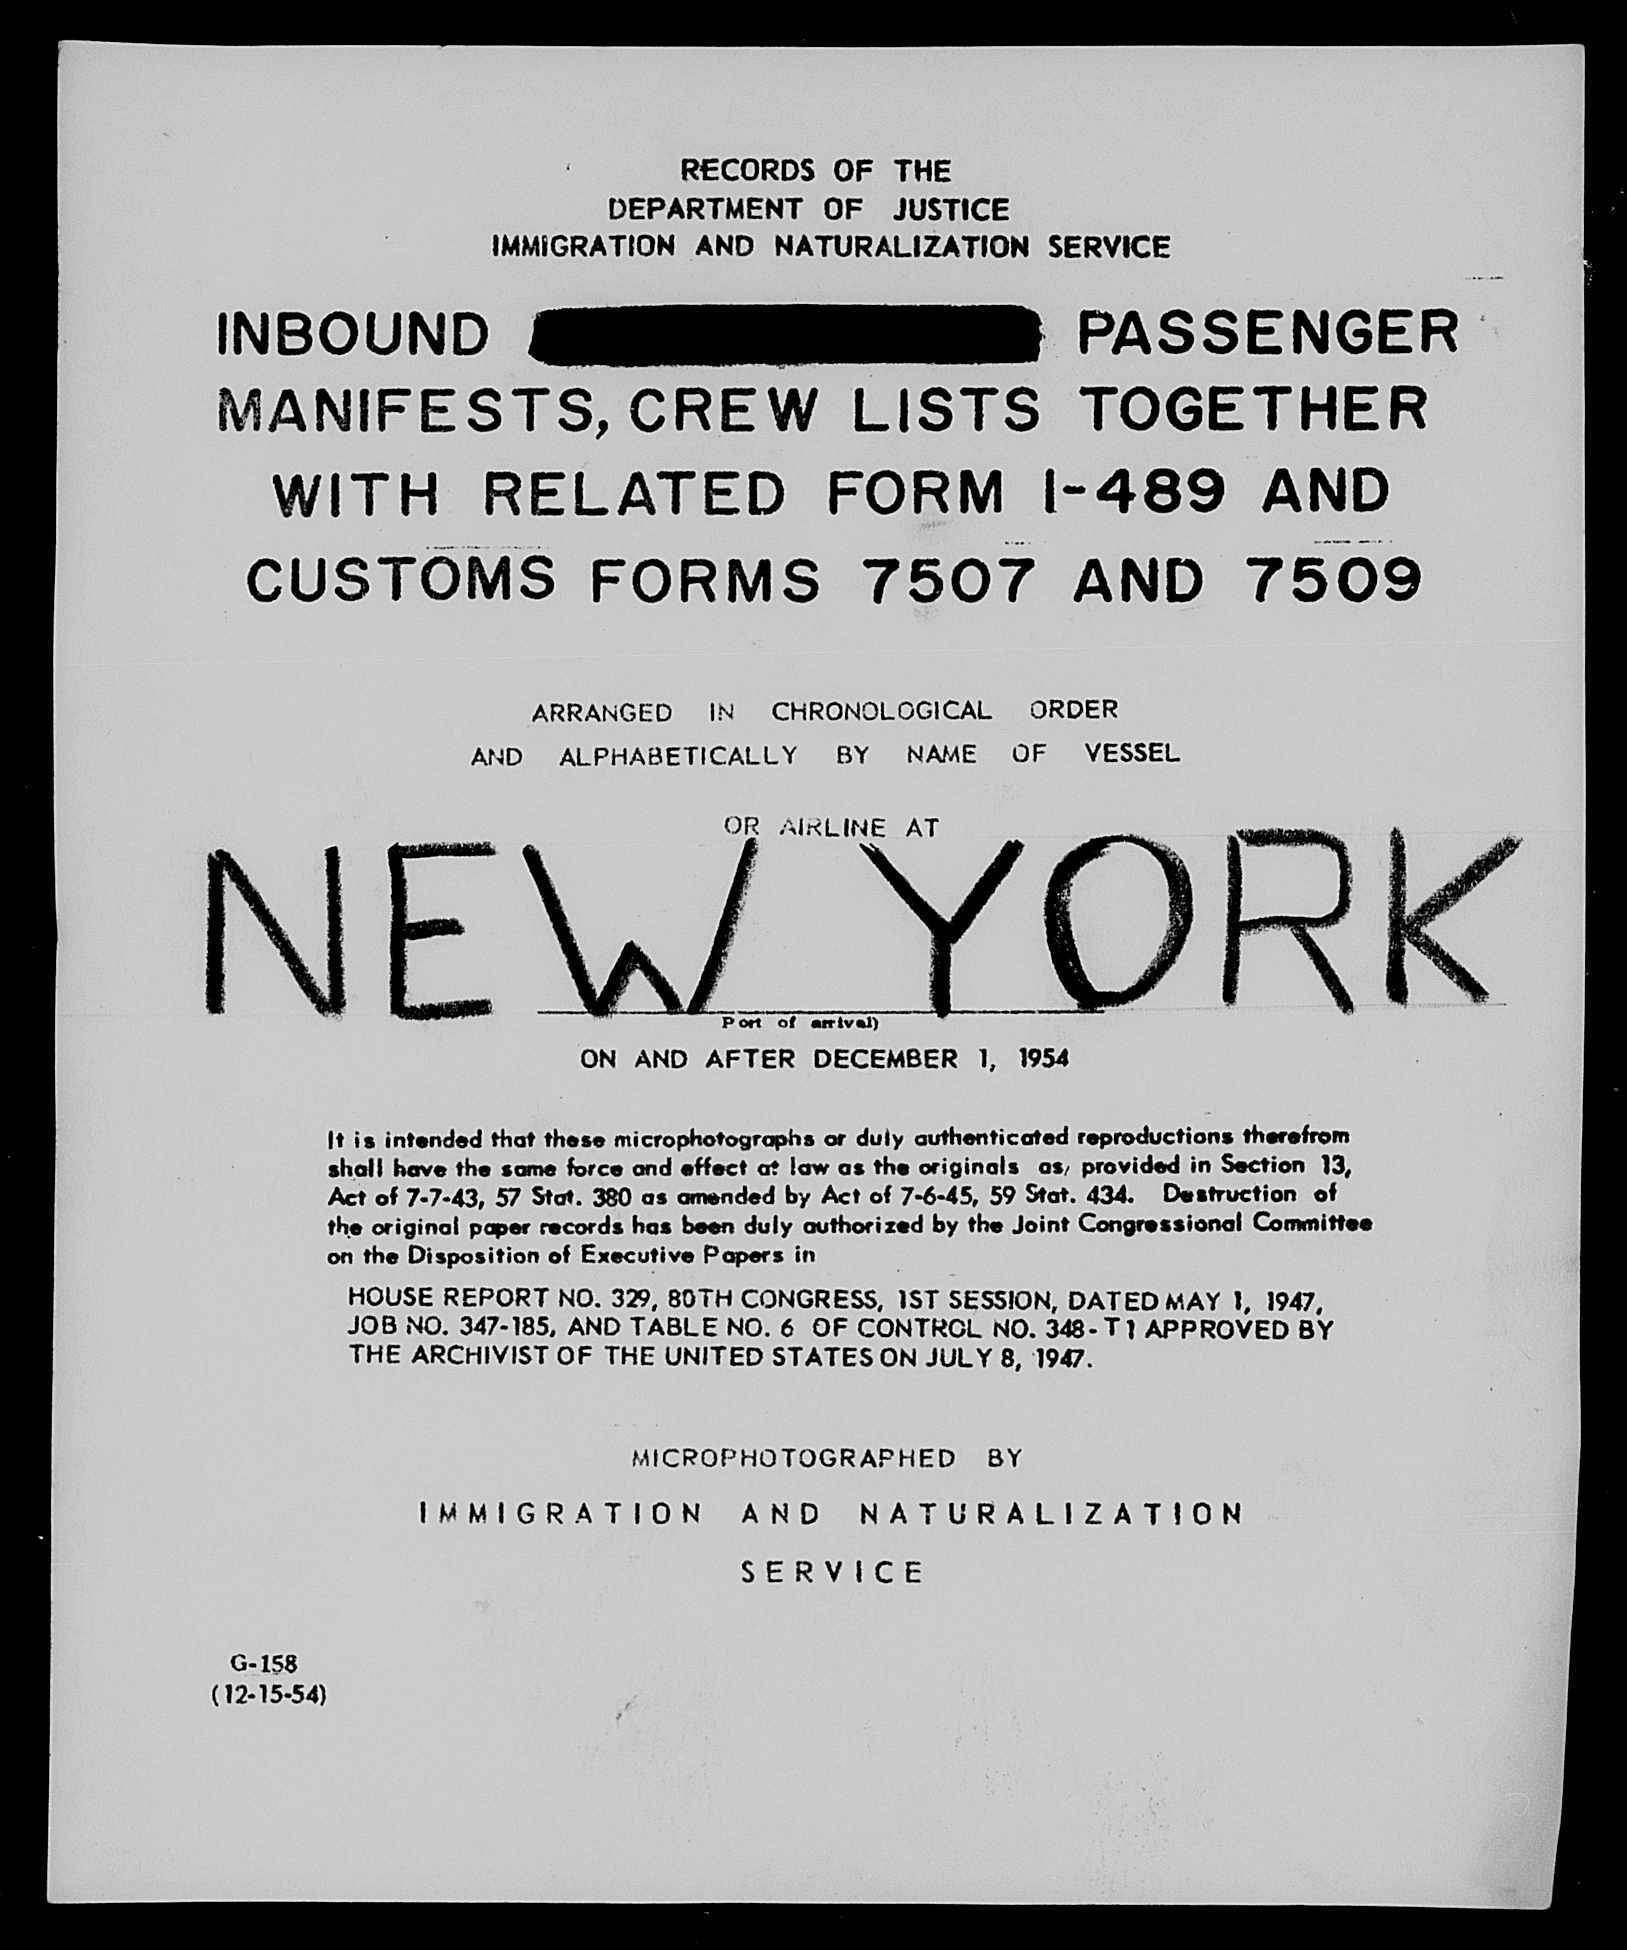 RECORDS OF THE
DEPARTMENT OF JUSTICE
IMMIGRATION AND NATURALIZATION SERVICE
INBOUND PASSENGER
MANIFESTS, CREW LISTS TOGETHER
WITH RELATED FORM I-489 AND
CUSTOMS FORMS 7507 AND 7509
ARRANGED IN CHRONOLOGICAL ORDER
AND ALPHABETICALLY BY NAME OF VESSEL
OR AIRLINE AT
NEW YORK
Port of arrival)
ON AND AFTER DECEMBER 1, 1954
It is intended that these microphotographs or duly authenticated reproductions therefrom
shall have the same force and effect at law as the originals as, provided in Section 13,
Act of 7-7-43, 57 Stat. 380 as amended by Act of 7-6-45, 59 Stat. 434. Destruction of
the original paper records has been duly authorized by the Joint Congressional Committee
on the Disposition of Executive Papers in
HOUSE REPORT NO. 329, 80TH CONGRESS, 1ST SESSION, DATED MAY 1, 1947,
JOB NO. 347-185, AND TABLE NO. 6 OF CONTROL NO. 348-T1 APPROVED BY
THE ARCHIVIST OF THE UNITED STATES ON JULY 8, 1947.
MICROPHOTOGRAPHED BY
IMMIGRATION AND NATURALIZATION
SERVICE
G-158
(12-15-54)